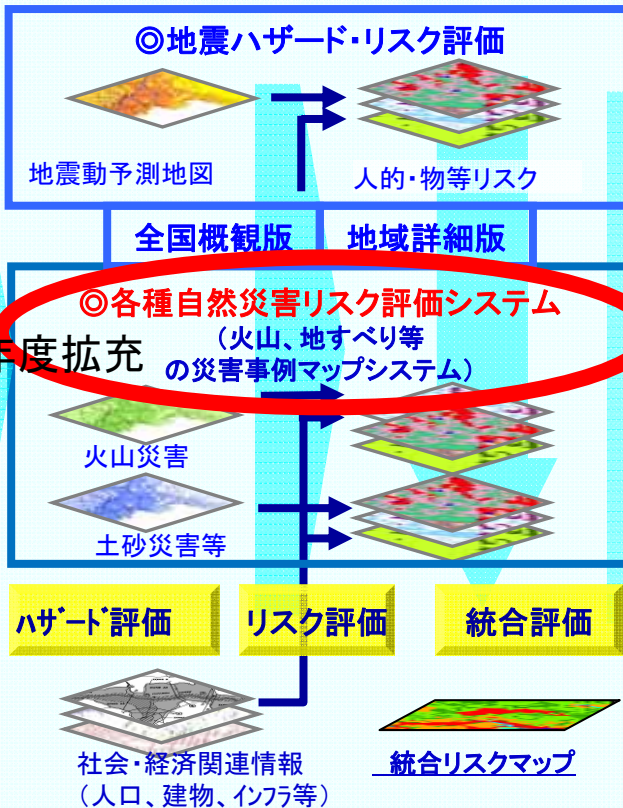 ◎地震ハザード・リスク評価
地震動予測地図
人的・物等リスク
全国概観版
地域詳細版
◎各種自然災害リスク評価システム
（火山、地すべり等
の災害事例マップシステム）
年度拡充
火山災害
土砂災害等
ﾊｻﾞｰﾄﾞ評価
リスク評価
統合評価
社会・経済関連情報
（人口、建物、ｲﾝﾌﾗ等）
統合リスクマップ